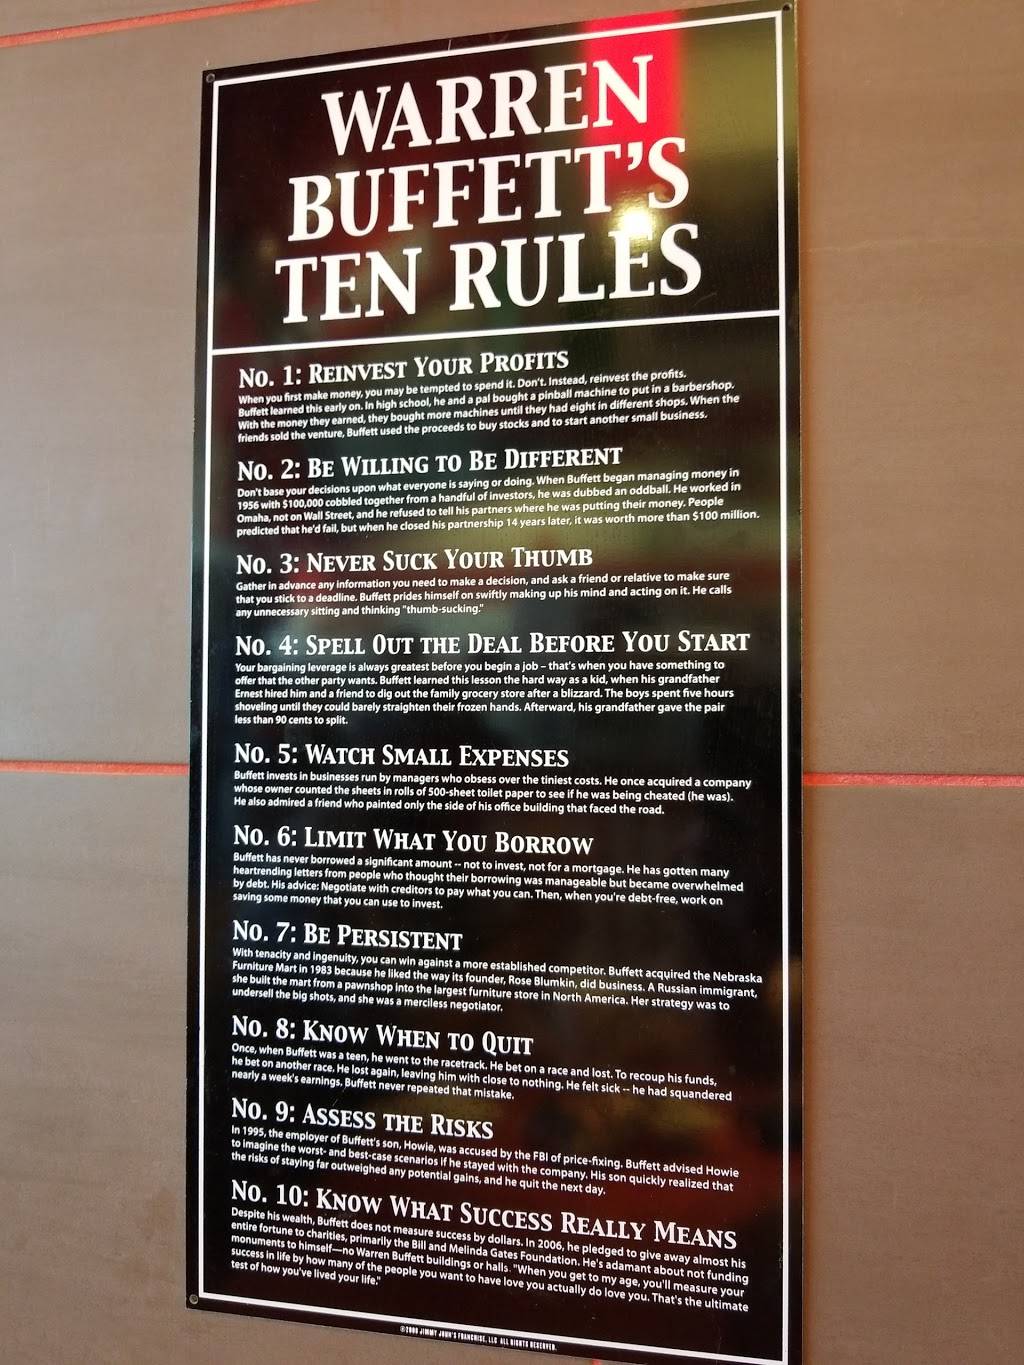 WARREN
BUFFETT'S
TEN RULES
No. 1: REINVEST YOUR PROFITS
When you first make money, you may be tempted to spend it. Don't. Instead, reinvest the profits.
Buffett learned this early on. In high school, he and a pal bought a pinball machine to put in a barbershop.
With the money they earned, they bought more machines until they had eight in different shops. When the
friends sold the venture, Buffett used the proceeds to buy stocks and to start another small business.
No. 2: BE WILLING TO BE DIFFERENT
Don't base your decisions upon what everyone is saying or doing. When Buffett began managing money in
1956 with $100,000 cobbled together from a handful of investors, he was dubbed an oddball. He worked in
Omaha, not on Wall Street, and he refused to tell his partners where he was putting their money. People
predicted that he'd fail, but when he closed his partnership 14 years later, it was worth more than $100 million.
No. 3: NEVER SUCK YOUR THUMB
Gather in advance any information you need to make a decision, and ask a friend or relative to make sure
that you stick to a deadline. Buffett prides himself on swiftly making up his mind and acting on it. He calls
any unnecessary sitting and thinking "thumb-sucking."
No. 4: SPELL OUT THE DEAL BEFORE YOU START
Your bargaining leverage is always greatest before you begin a job – that's when you have something to
offer that the other party wants. Buffett learned this lesson the hard way as a kid, when his grandfather
Ernest hired him and a friend to dig out the family grocery store after a blizzard. The boys spent five hours
shoveling until they could barely straighten their frozen hands. Afterward, his grandfather gave the pair
less than 90 cents to split.
No. 5: WATCH SMALL EXPENSES
Buffett invests in businesses run by managers who obsess over the tiniest costs. He once acquired a company
whose owner counted the sheets in rolls of 500-sheet toilet paper to see if he was being cheated (he was).
He also admired a friend who painted only the side of his office building that faced the road.
No. 6: LIMIT WHAT YOU BORROW
Buffett has never borrowed a significant amount -- not to invest, not for a mortgage. He has gotten many
heartrending letters from people who thought their borrowing was manageable but became overwhelmed
by debt. His advice: Negotiate with creditors to pay what you can. Then, when you're debt-free, work on
saving some money that you can use to invest.
No. 7: BE PERSISTENT
With tenacity and ingenuity, you can win against a more established competitor. Buffett acquired the Nebraska
Furniture Mart in 1983 because he liked the way its founder, Rose Blumkin, did business. A Russian immigrant,
she built the mart from a pawnshop into the largest furniture store in North America. Her strategy was to
undersell the big shots, and she was a merciless negotiator.
No. 8: KNOW WHEN TO QUIT
Once, when Buffett was a teen, he went to the racetrack. He bet on a race and lost. To recoup his funds,
he bet on another race. He lost again, leaving him with close to nothing. He felt sick -- he had squandered
nearly a week's earnings. Buffett never repeated that mistake.
No. 9: ASSESS THE RISKS
In 1995, the employer of Buffett's son, Howie, was accused by the FBI of price-fixing. Buffett advised Howie
to imagine the worst- and best-case scenarios if he stayed with the company. His son quickly realized that
the risks of staying far outweighed any potential gains, and he quit the next day.
No. 10: KNOW WHAT SUCCESS REALLY MEANS
Despite his wealth, Buffett does not measure success by dollars. In 2006, he pledged to give away almost his
entire fortune to charities, primarily the Bill and Melinda Gates Foundation. He's adamant about not funding
monuments to himself—no Warren Buffett buildings or halls. "When you get to my age, you'll measure your
success in life by how many of the people you want to have love you actually do love you. That's the ultimate
test of how you've lived your life."
JIMMY JOHN'S FRANCHISE, LLC ALL RIGHTS RESERVED.